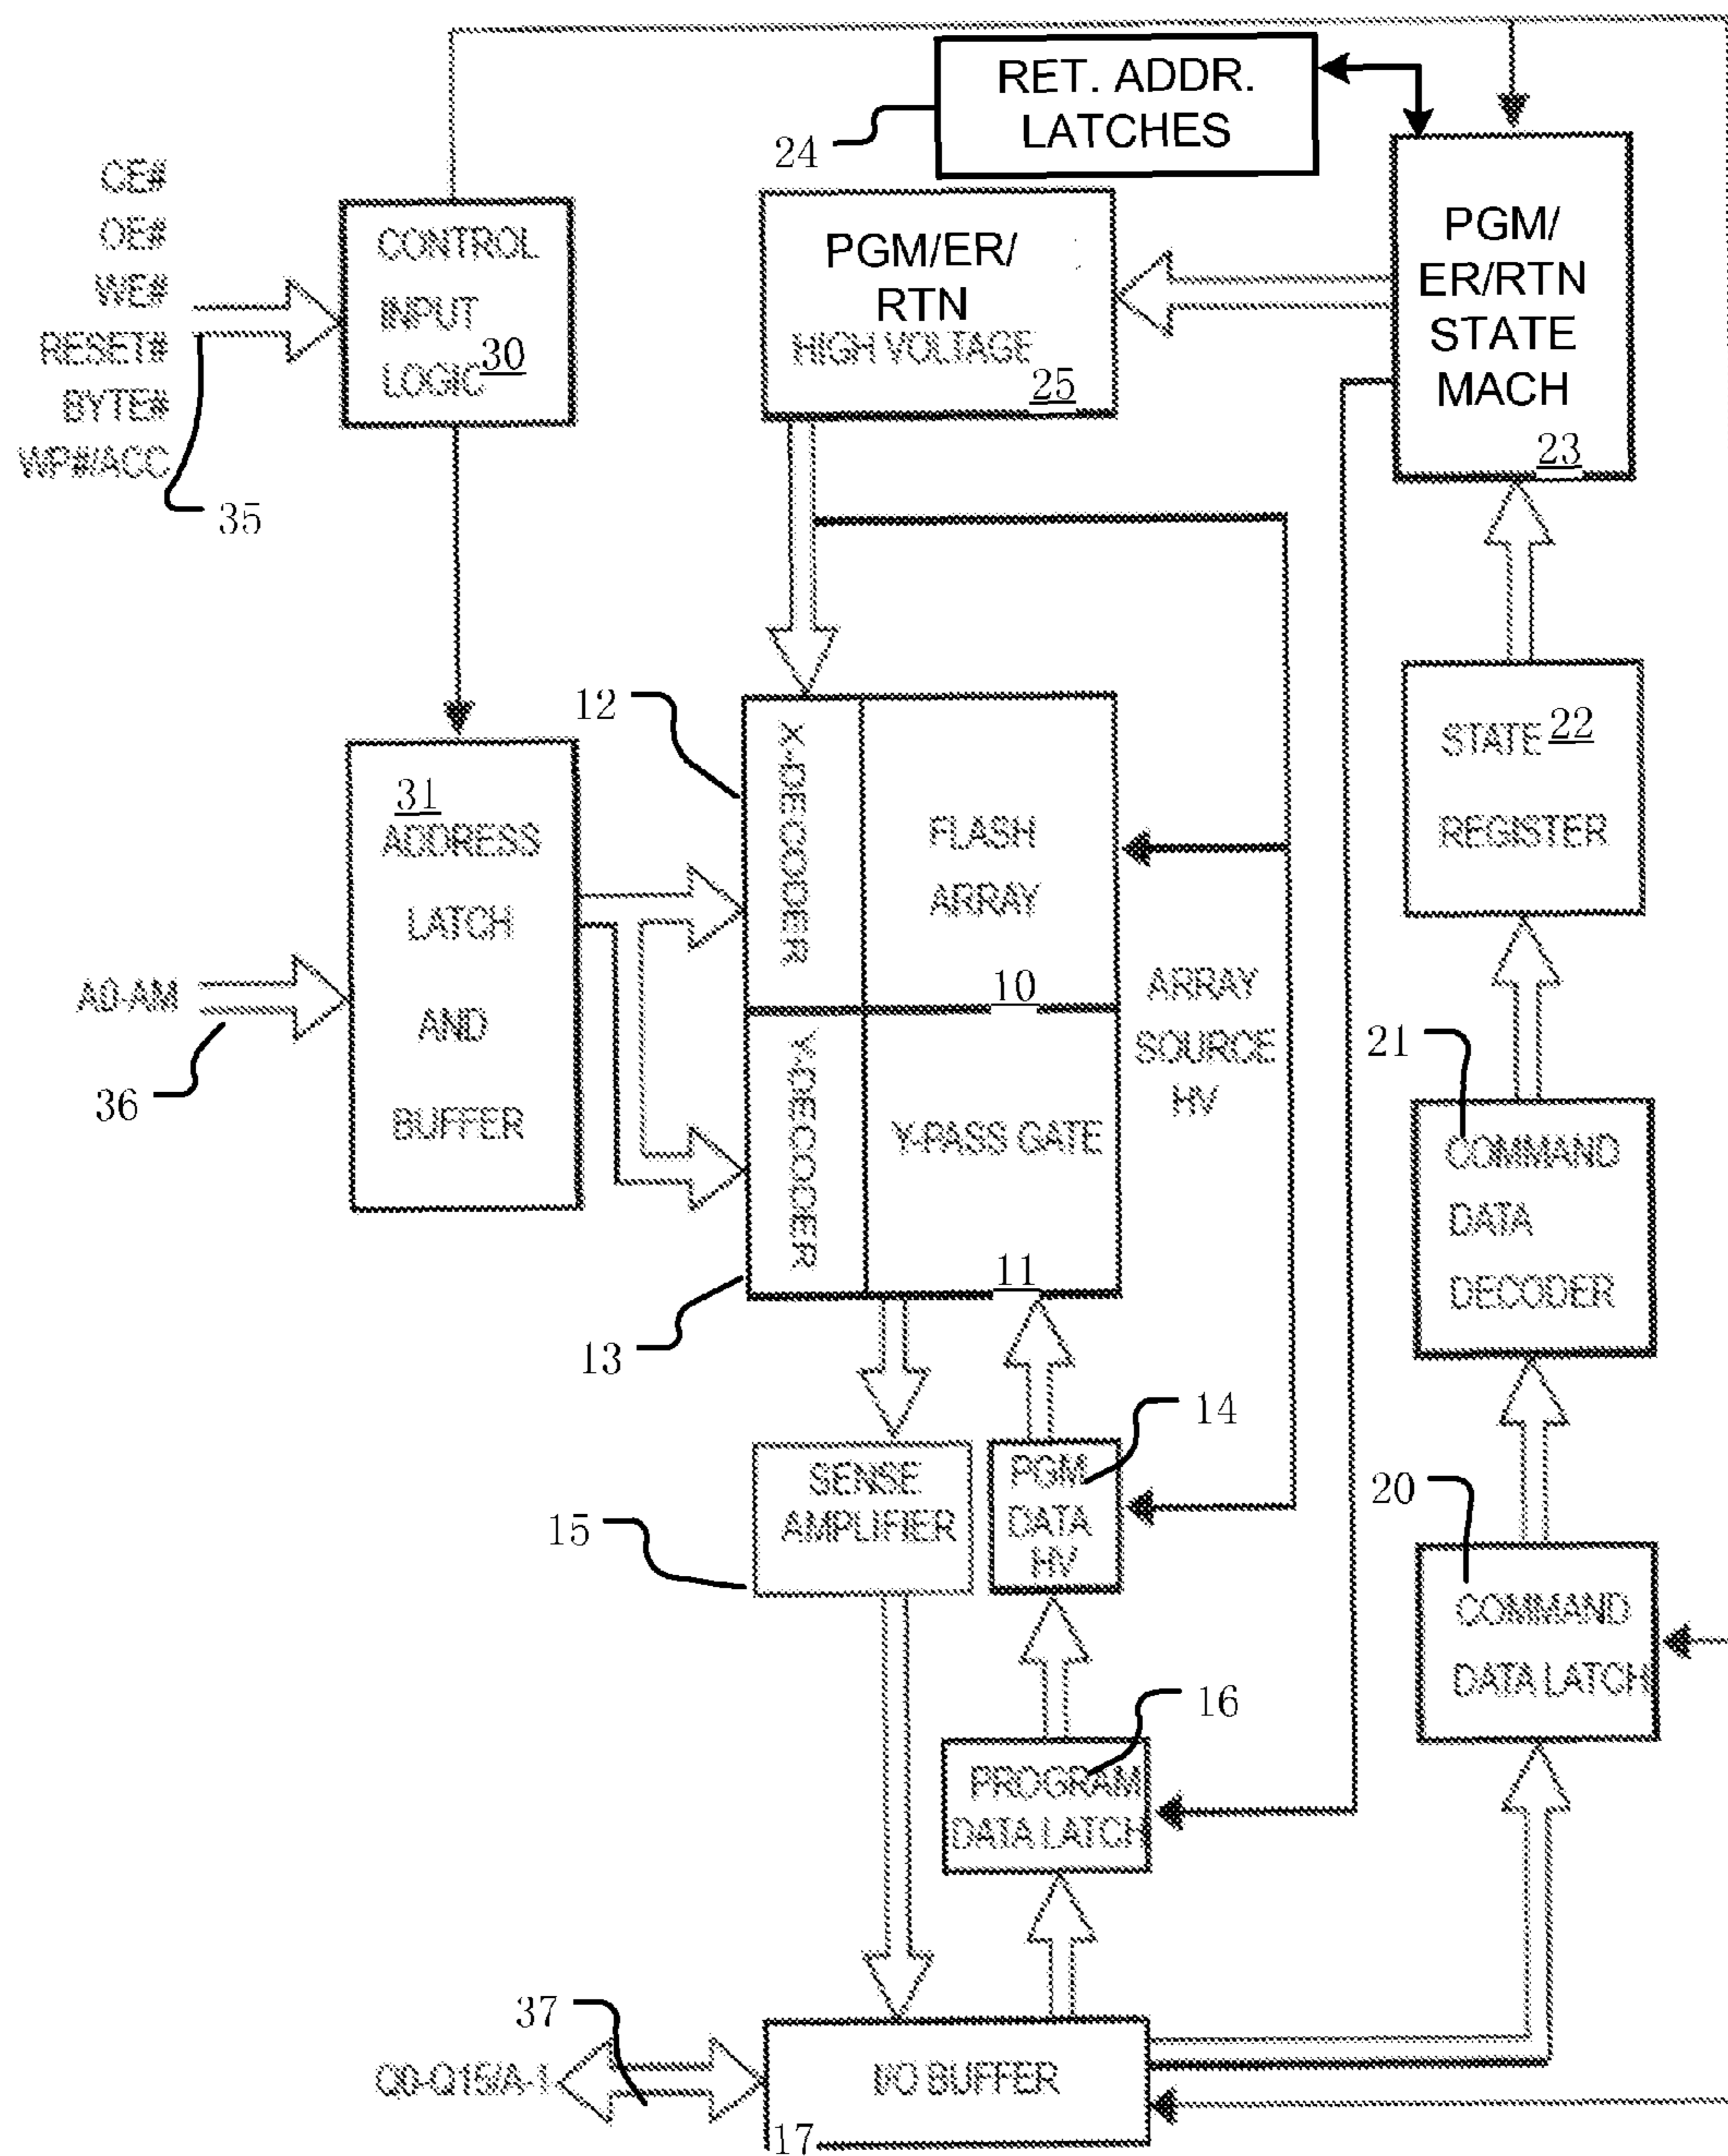 RET. ADDR.
LATCHES
24
CE#
OE#
WE#
RESET#
BYTE#
WP#/ACC
35
CONTROL
INPUT
LOGIC 30
PGM/ER/
RTN
HIGH VOLTAGE
25
PGM/
ER/RTN
STATE
MACH
23
12
X-DECODER
FLASH
ARRAY
10
31
ADDRESS
LATCH
AND
BUFFER
A0-AM
36
ARRAY
SOURCE
HV
STATE 22
REGISTER
Y-DECODER
Y-PASS GATE
11
13
21
COMMAND
DATA
DECODER
SENSE
AMPLIFIER
15
14
PGM
DATA
HV
20
COMMAND
DATA LATCH
16
PROGRAM
DATA LATCH
37
Q0-Q15/A-1
I/O BUFFER
17